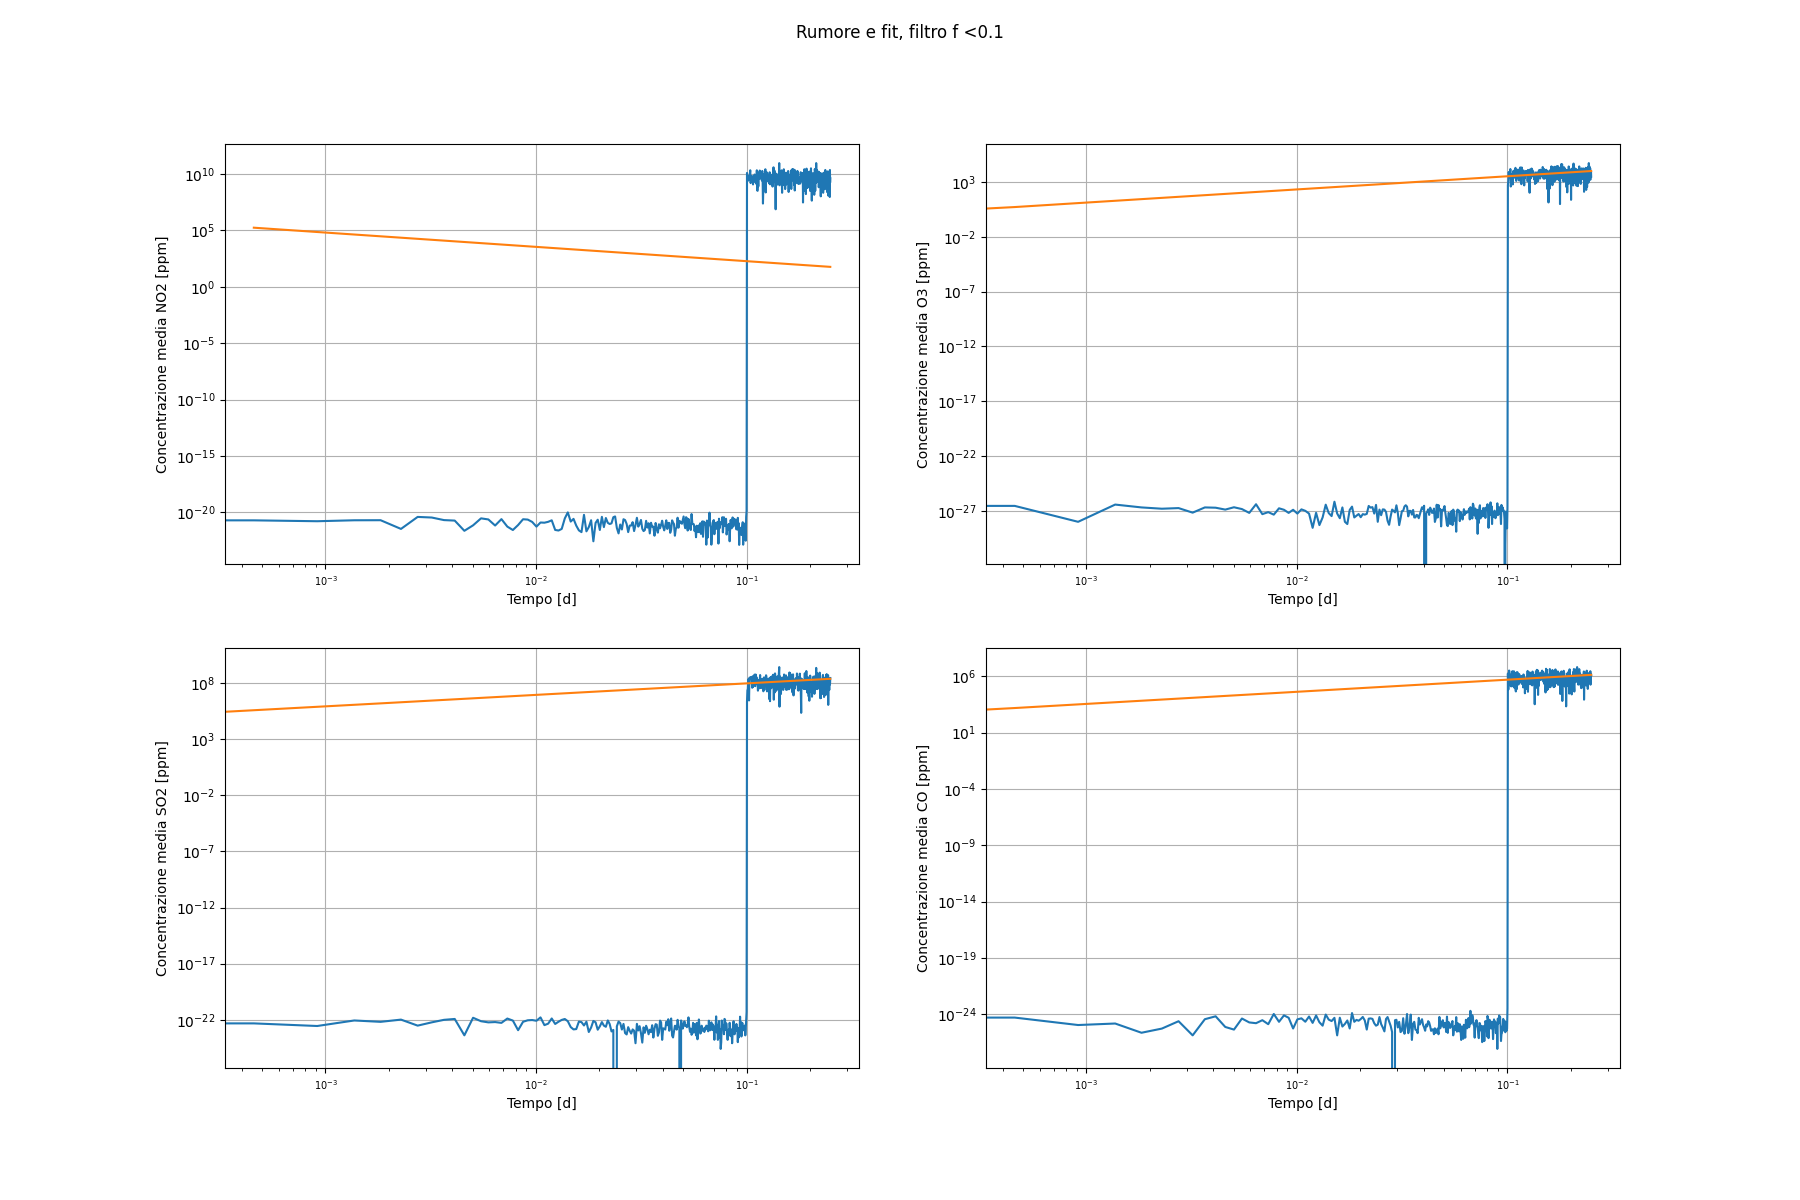 Rumore e fit, filtro f <0.1
Concentrazione media NO2 [ppm]
10^10
10^5
10^0
10^-5
10^-10
10^-15
10^-20
10^-3 10^-2 10^-1
Tempo [d]
Concentrazione media O3 [ppm]
10^3
10^-2
10^-7
10^-12
10^-17
10^-22
10^-27
10^-3 10^-2 10^-1
Tempo [d]
Concentrazione media SO2 [ppm]
10^8
10^3
10^-2
10^-7
10^-12
10^-17
10^-22
10^-3 10^-2 10^-1
Tempo [d]
Concentrazione media CO [ppm]
10^6
10^1
10^-4
10^-9
10^-14
10^-19
10^-24
10^-3 10^-2 10^-1
Tempo [d]